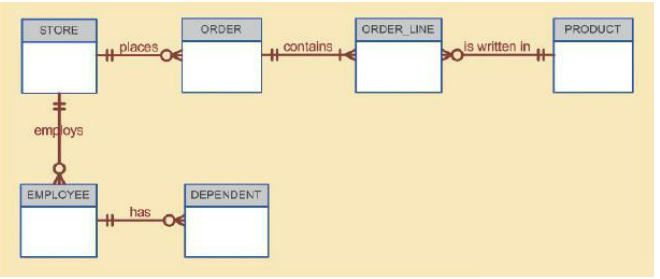 STORE
places
ORDER
contains
ORDER_LINE
is written in
PRODUCT
employs
EMPLOYEE
has
DEPENDENT